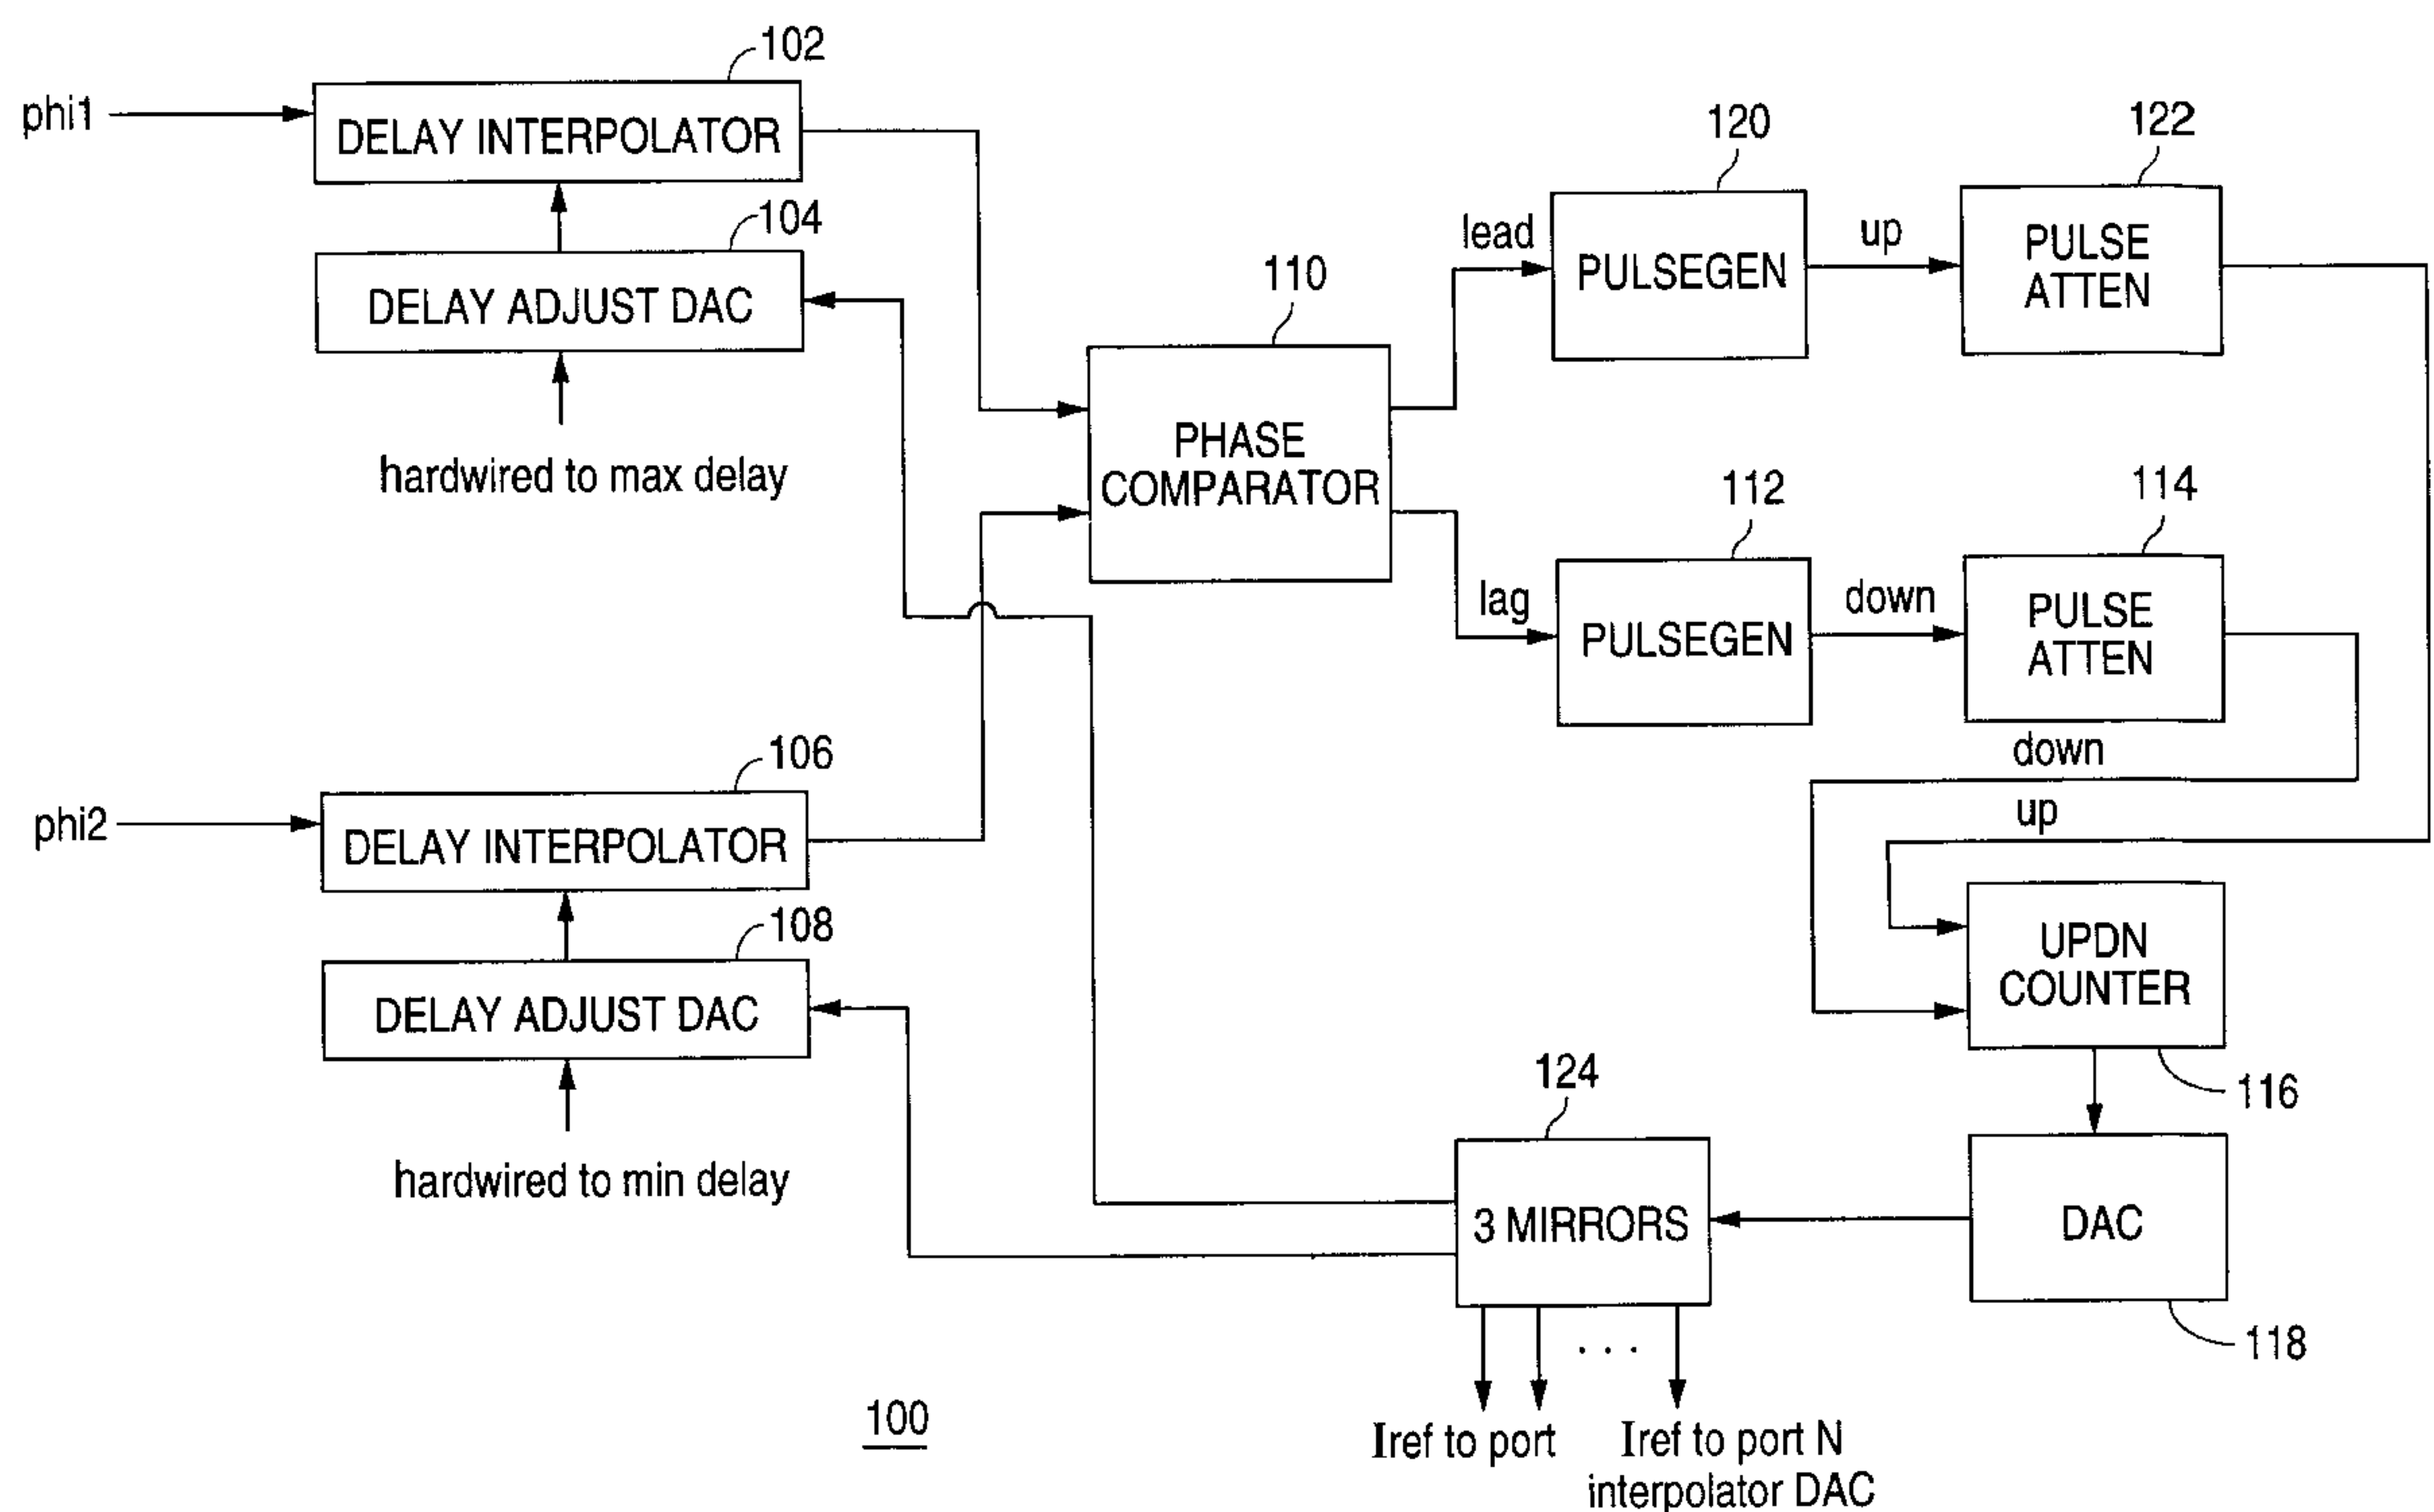 102
phi1
DELAY INTERPOLATOR
104
DELAY ADJUST DAC
hardwired to max delay
110
PHASE
COMPARATOR
lead
120
PULSEGEN
up
122
PULSE
ATTEN
lag
112
PULSEGEN
down
114
PULSE
ATTEN
down
up
106
phi2
DELAY INTERPOLATOR
108
DELAY ADJUST DAC
hardwired to min delay
UPDN
COUNTER
116
124
3 MIRRORS
DAC
118
. . .
Iref to port
Iref to port N
interpolator DAC
100